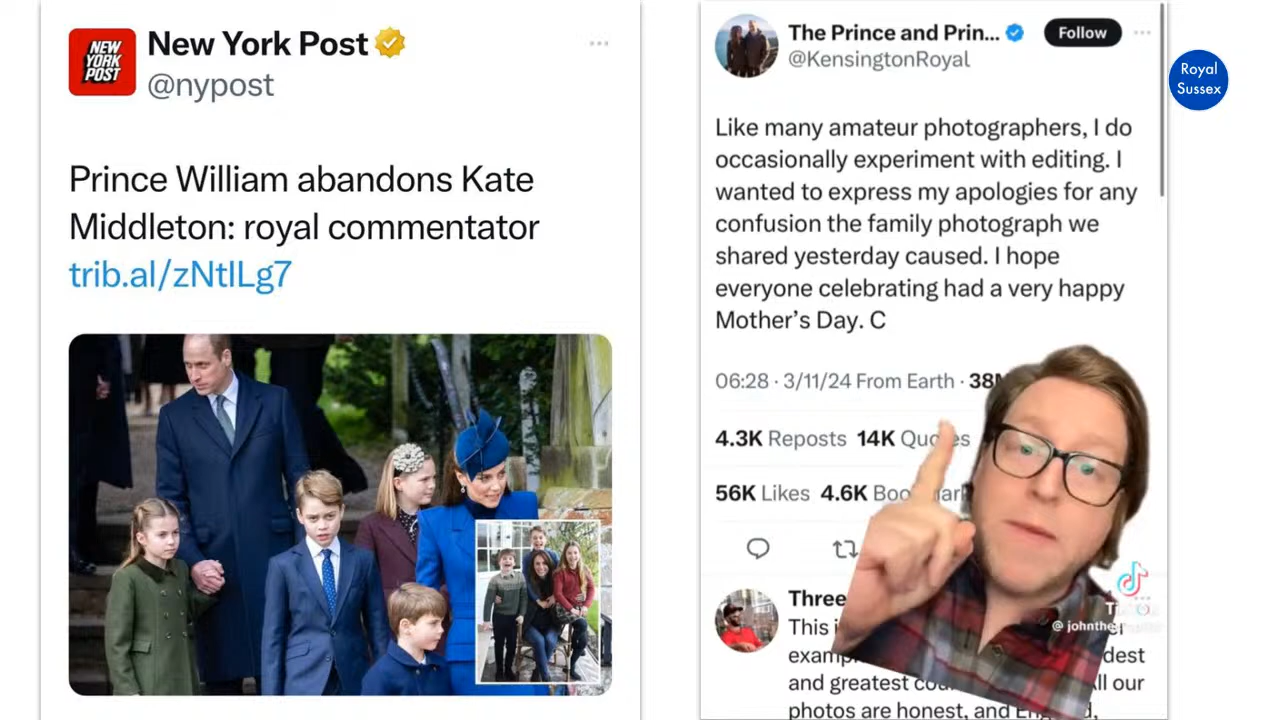 NEW
YORK
POST
New York Post
@nypost
Prince William abandons Kate
Middleton: royal commentator
trib.al/zNtILg7
The Prince and Prin...
@KensingtonRoyal
Follow
Like many amateur photographers, I do
occasionally experiment with editing. I
wanted to express my apologies for any
confusion the family photograph we
shared yesterday caused. I hope
everyone celebrating had a very happy
Mother's Day. C
06:28 · 3/11/24 From Earth · 38
4.3K Reposts 14K
56K Likes 4.6K
Three
This
and greatest
All our
photos are honest, and
Royal
Sussex